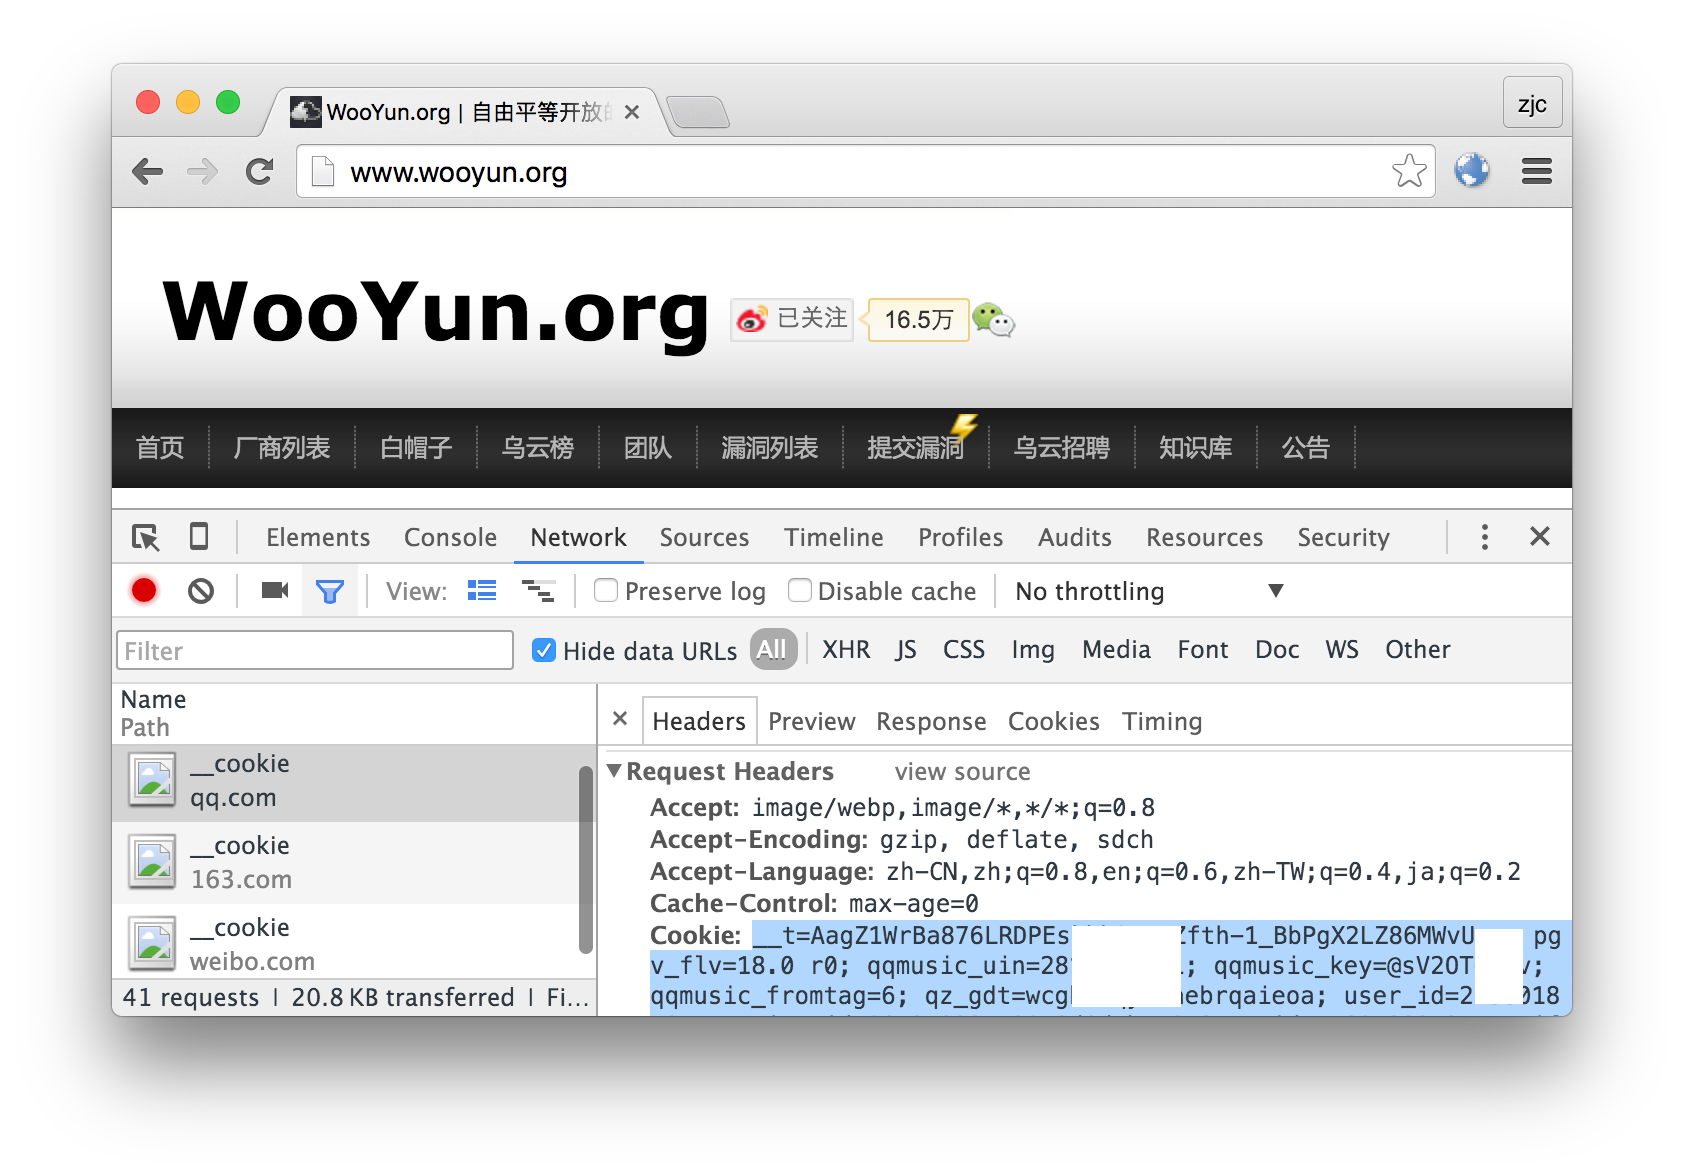 WooYun.org | 自由平等开放
zjc
www.wooyun.org
WooYun.org 已关注 16.5万
首页 厂商列表 白帽子 乌云榜 团队 漏洞列表 提交漏洞 乌云招聘 知识库 公告
Elements Console Network Sources Timeline Profiles Audits Resources Security
View: Preserve log Disable cache No throttling
Filter Hide data URLs All XHR JS CSS Img Media Font Doc WS Other
Name
Path
Headers Preview Response Cookies Timing
__cookie
qq.com
__cookie
163.com
__cookie
weibo.com
41 requests | 20.8 KB transferred | Fi...
Request Headers view source
Accept: image/webp,image/*,*/*;q=0.8
Accept-Encoding: gzip, deflate, sdch
Accept-Language: zh-CN,zh;q=0.8,en;q=0.6,zh-TW;q=0.4,ja;q=0.2
Cache-Control: max-age=0
Cookie: __t=AagZ1WrBa876LRDPEs Zfth-1_BbPgX2LZ86MWvU pg
v_flv=18.0 r0; qqmusic_uin=28 ; qqmusic_key=@sV2OT v;
qqmusic_fromtag=6; qz_gdt=wcg ebrqaieoa; user_id=2 018